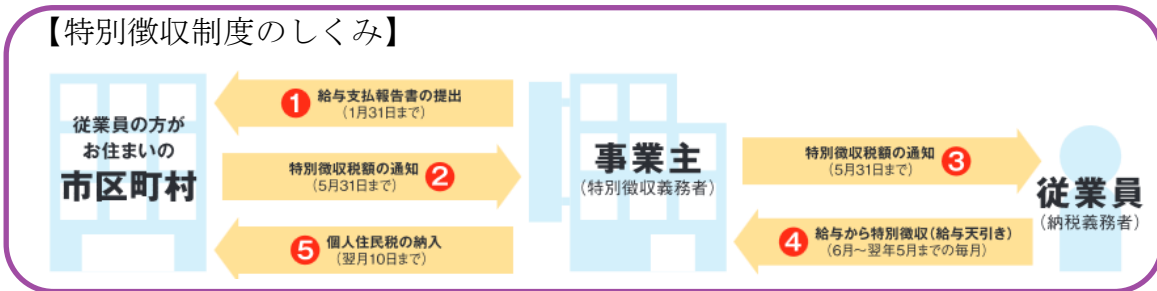 【特別徴収制度のしくみ】
従業員の方が
お住まいの
市区町村
❶ 給与支払報告書の提出
(1月31日まで)
特別徴収税額の通知 ❷
(5月31日まで)
❺ 個人住民税の納入
(翌月10日まで)
事業主
(特別徴収義務者)
特別徴収税額の通知 ❸
(5月31日まで)
❹ 給与から特別徴収(給与天引き)
(6月～翌年5月までの毎月)
従業員
(納税義務者)